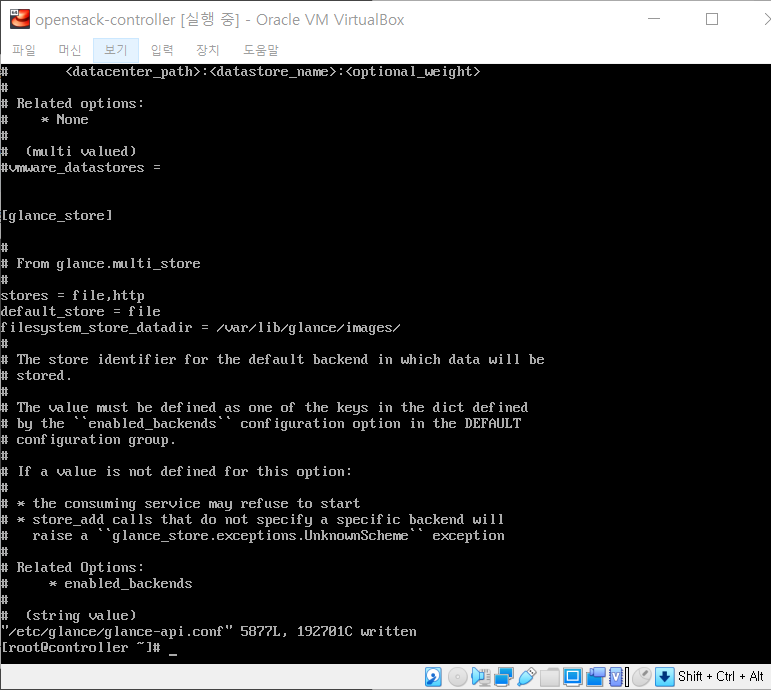 openstack-controller [실행 중] - Oracle VM VirtualBox
파일 머신 보기 입력 장치 도움말
#       <datacenter_path>:<datastore_name>:<optional_weight>
#
# Related options:
#    * None
#
#  (multi valued)
#vmware_datastores =
[glance_store]
#
# From glance.multi_store
#
stores = file,http
default_store = file
filesystem_store_datadir = /var/lib/glance/images/
#
# The store identifier for the default backend in which data will be
# stored.
#
# The value must be defined as one of the keys in the dict defined
# by the ``enabled_backends`` configuration option in the DEFAULT
# configuration group.
#
# If a value is not defined for this option:
#
# * the consuming service may refuse to start
# * store_add calls that do not specify a specific backend will
#   raise a ``glance_store.exceptions.UnknownScheme`` exception
#
# Related Options:
#     * enabled_backends
#
#  (string value)
"/etc/glance/glance-api.conf" 5877L, 192701C written
[root@controller ~]# _
Shift + Ctrl + Alt